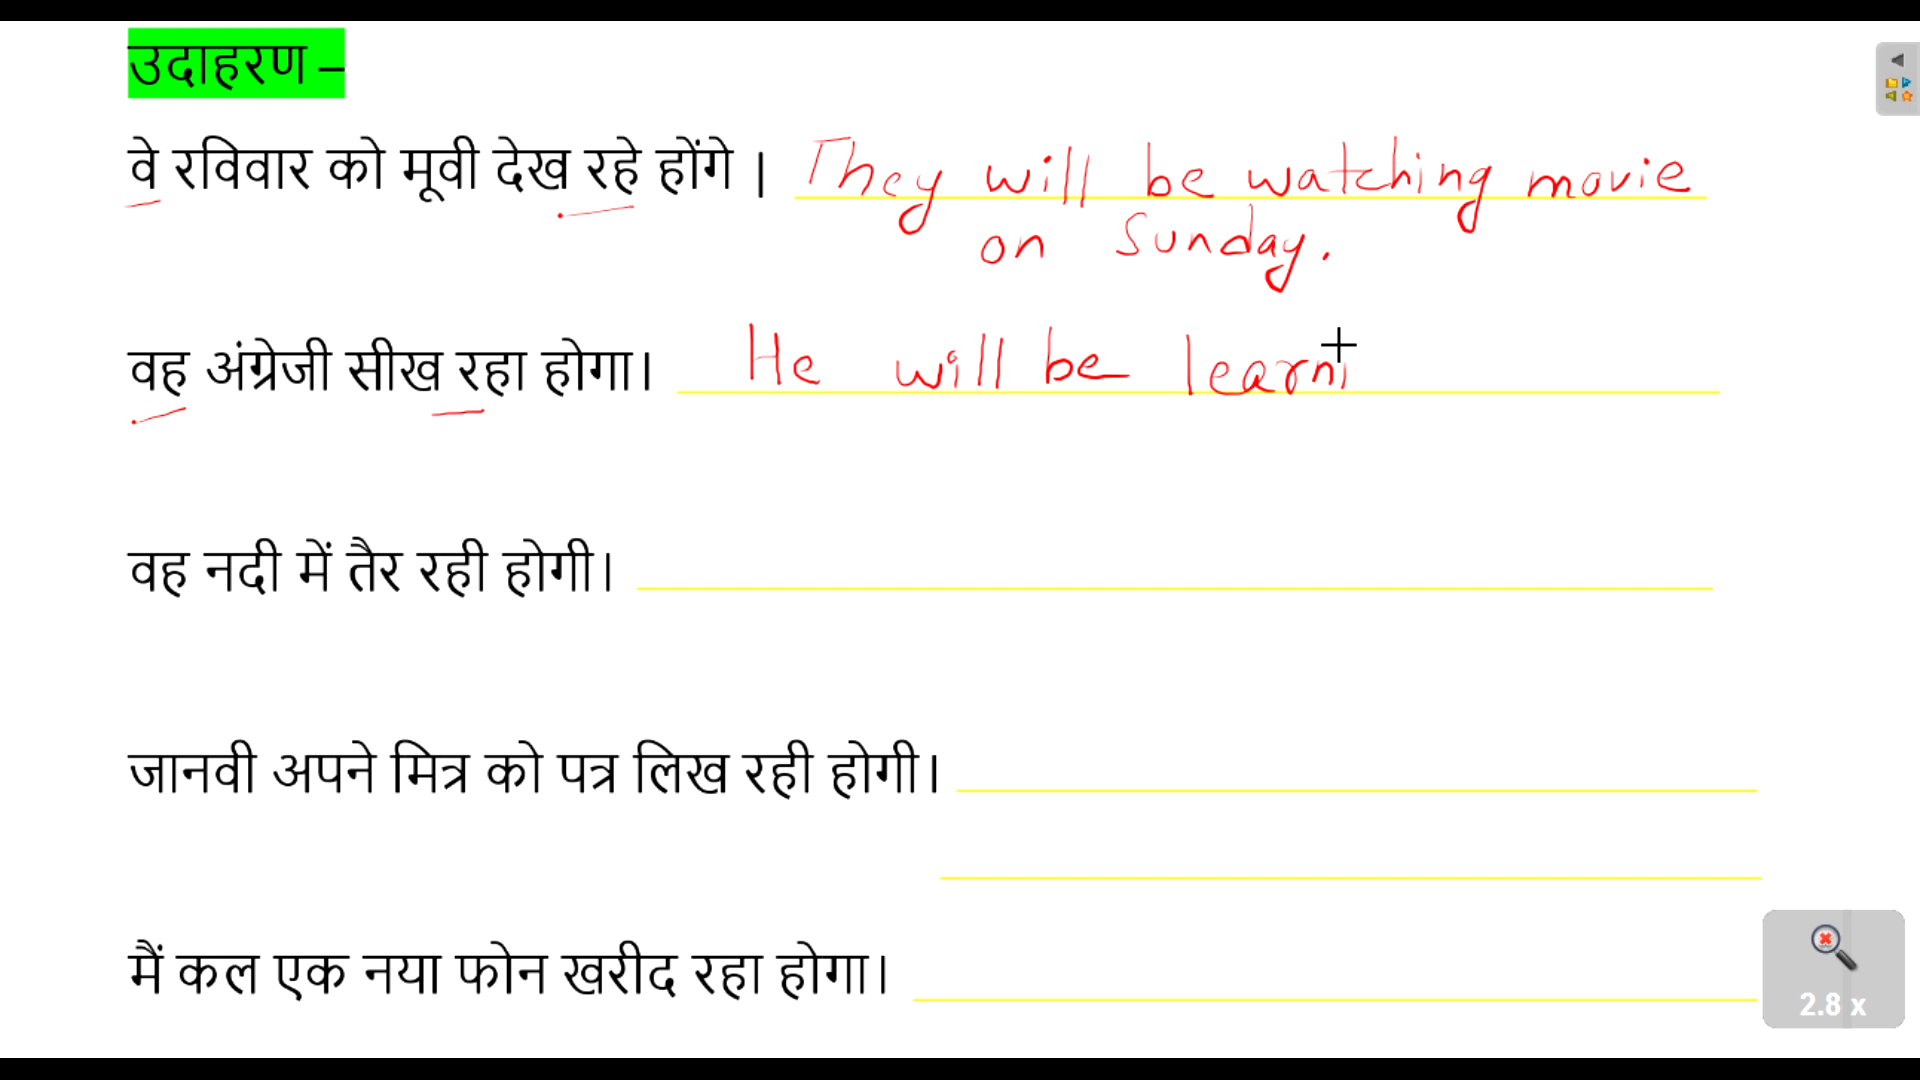 उदाहरण –
वे रविवार को मूवी देख रहे होंगे | They will be watching movie
on Sunday.
वह अंग्रेजी सीख रहा होगा। He will be learni
वह नदी में तैर रही होगी।
जानवी अपने मित्र को पत्र लिख रही होगी।
मैं कल एक नया फोन खरीद रहा होगा।
2.8 x